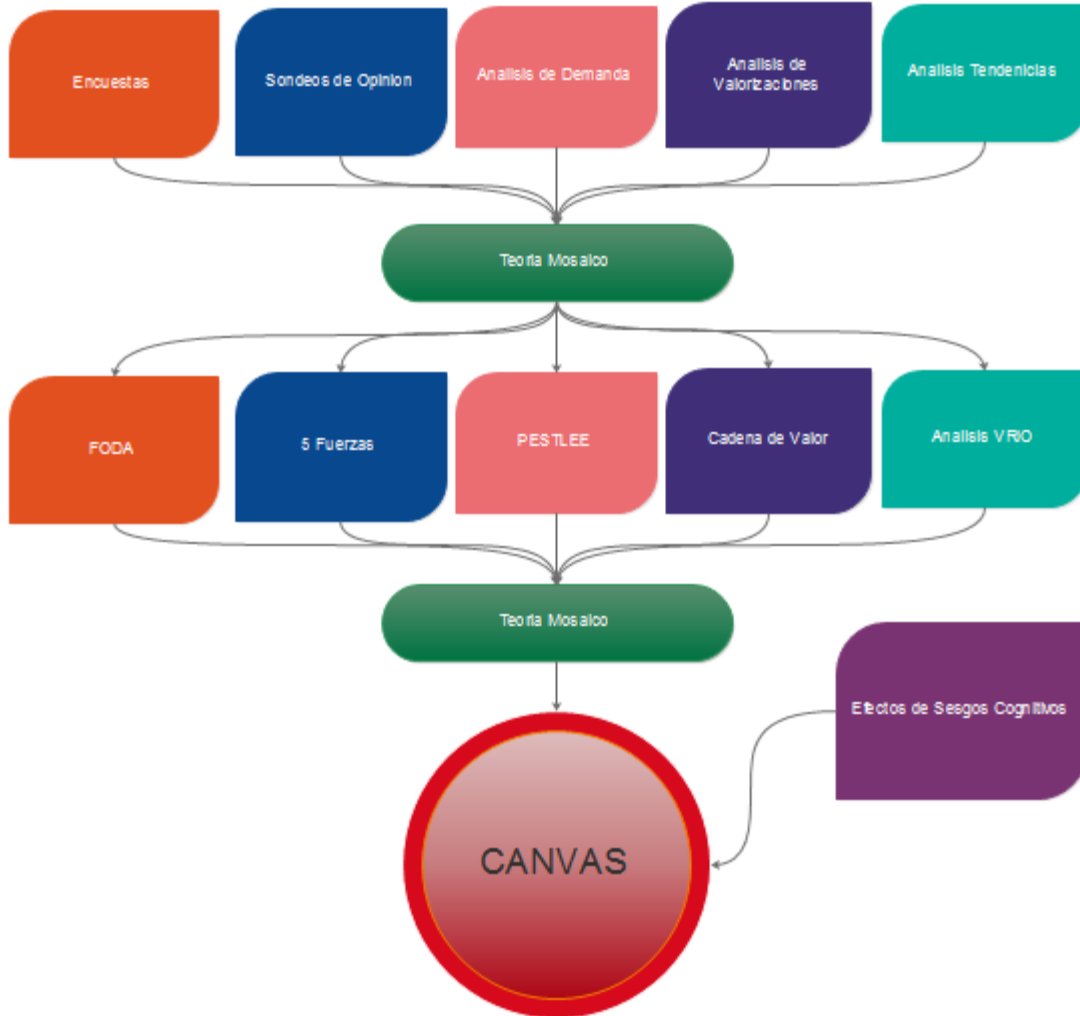 Encuestas
Sondeos de Opinion
Analisis de Demanda
Analisis de
Valorizaciones
Analisis Tendenicias
Teoria Mosaico
FODA
5 Fuerzas
PESTLEE
Cadena de Valor
Analisis VRIO
Teoria Mosaico
Efectos de Sesgos Cognitivos
CANVAS